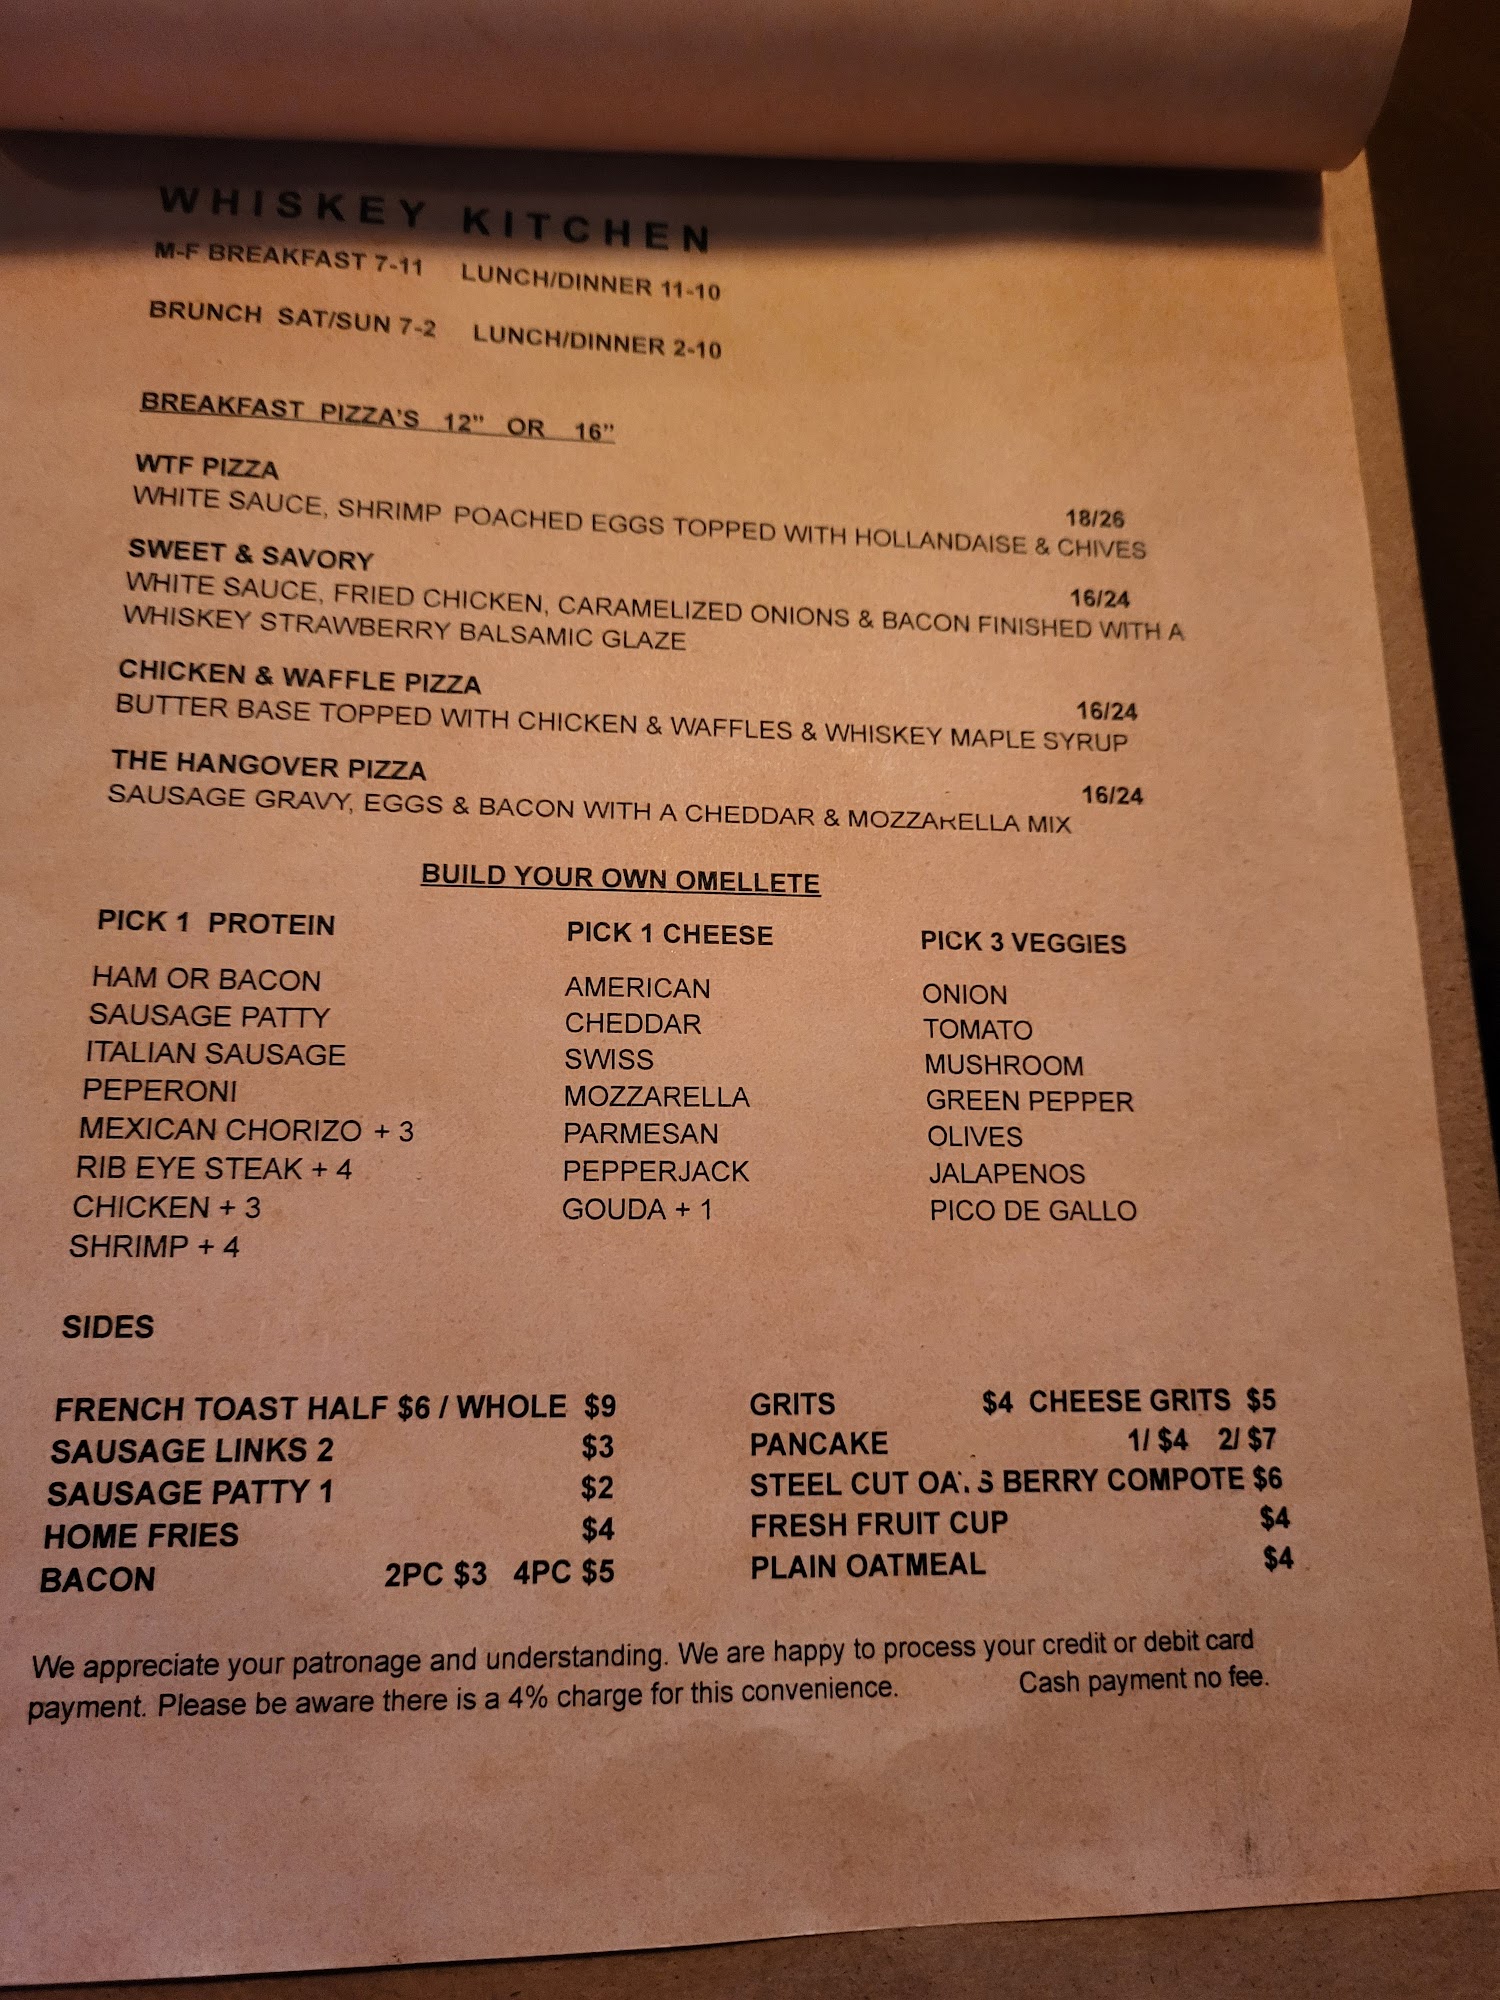 WHISKEY KITCHEN
M-F BREAKFAST 7-11 LUNCH/DINNER 11-10
BRUNCH SAT/SUN 7-2 LUNCH/DINNER 2-10
BREAKFAST PIZZA'S 12" OR 16"
WTF PIZZA 18/26
WHITE SAUCE, SHRIMP POACHED EGGS TOPPED WITH HOLLANDAISE & CHIVES
SWEET & SAVORY 16/24
WHITE SAUCE, FRIED CHICKEN, CARAMELIZED ONIONS & BACON FINISHED WITH A
WHISKEY STRAWBERRY BALSAMIC GLAZE
CHICKEN & WAFFLE PIZZA 16/24
BUTTER BASE TOPPED WITH CHICKEN & WAFFLES & WHISKEY MAPLE SYRUP
THE HANGOVER PIZZA 16/24
SAUSAGE GRAVY, EGGS & BACON WITH A CHEDDAR & MOZZARELLA MIX
BUILD YOUR OWN OMELLETE
PICK 1 PROTEIN
HAM OR BACON
SAUSAGE PATTY
ITALIAN SAUSAGE
PEPERONI
MEXICAN CHORIZO + 3
RIB EYE STEAK + 4
CHICKEN + 3
SHRIMP + 4
PICK 1 CHEESE
AMERICAN
CHEDDAR
SWISS
MOZZARELLA
PARMESAN
PEPPERJACK
GOUDA + 1
PICK 3 VEGGIES
ONION
TOMATO
MUSHROOM
GREEN PEPPER
OLIVES
JALAPENOS
PICO DE GALLO
SIDES
FRENCH TOAST HALF $6 / WHOLE $9
SAUSAGE LINKS 2 $3
SAUSAGE PATTY 1 $2
HOME FRIES $4
BACON 2PC $3 4PC $5
GRITS $4 CHEESE GRITS $5
PANCAKE 1/ $4 2/ $7
STEEL CUT OATS BERRY COMPOTE $6
FRESH FRUIT CUP $4
PLAIN OATMEAL $4
We appreciate your patronage and understanding. We are happy to process your credit or debit card
payment. Please be aware there is a 4% charge for this convenience. Cash payment no fee.